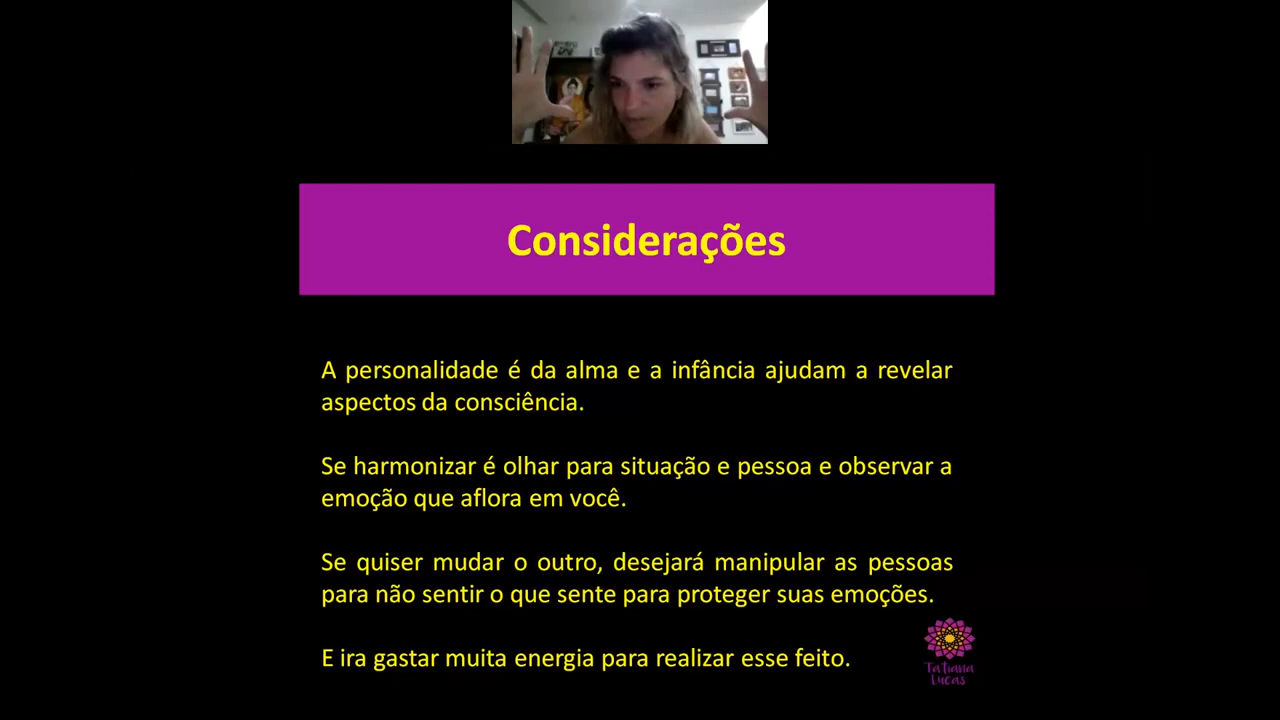 Considerações
A personalidade é da alma e a infância ajudam a revelar
aspectos da consciência.
Se harmonizar é olhar para situação e pessoa e observar a
emoção que aflora em você.
Se quiser mudar o outro, desejará manipular as pessoas
para não sentir o que sente para proteger suas emoções.
E ira gastar muita energia para realizar esse feito.
Tatiana
Lucas